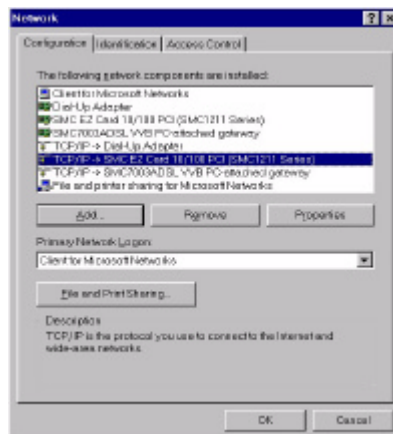 Network
Configuration Identification Access Control
The following network components are installed:
Client for Microsoft Networks
Dial-Up Adapter
SMC EZ Card 10/100 PCI (SMC1211 Series)
SMC7003ADSL VVB PC-attached gateway
TCP/IP -> Dial-Up Adapter
TCP/IP -> SMC EZ Card 10/100 PCI (SMC1211 Series)
TCP/IP -> SMC7003ADSL VVB PC-attached gateway
File and printer sharing for Microsoft Networks
Add... Remove Properties
Primary Network Logon:
Client for Microsoft Networks
File and Print Sharing...
Description
TCP/IP is the protocol you use to connect to the Internet and
wide-area networks.
OK Cancel